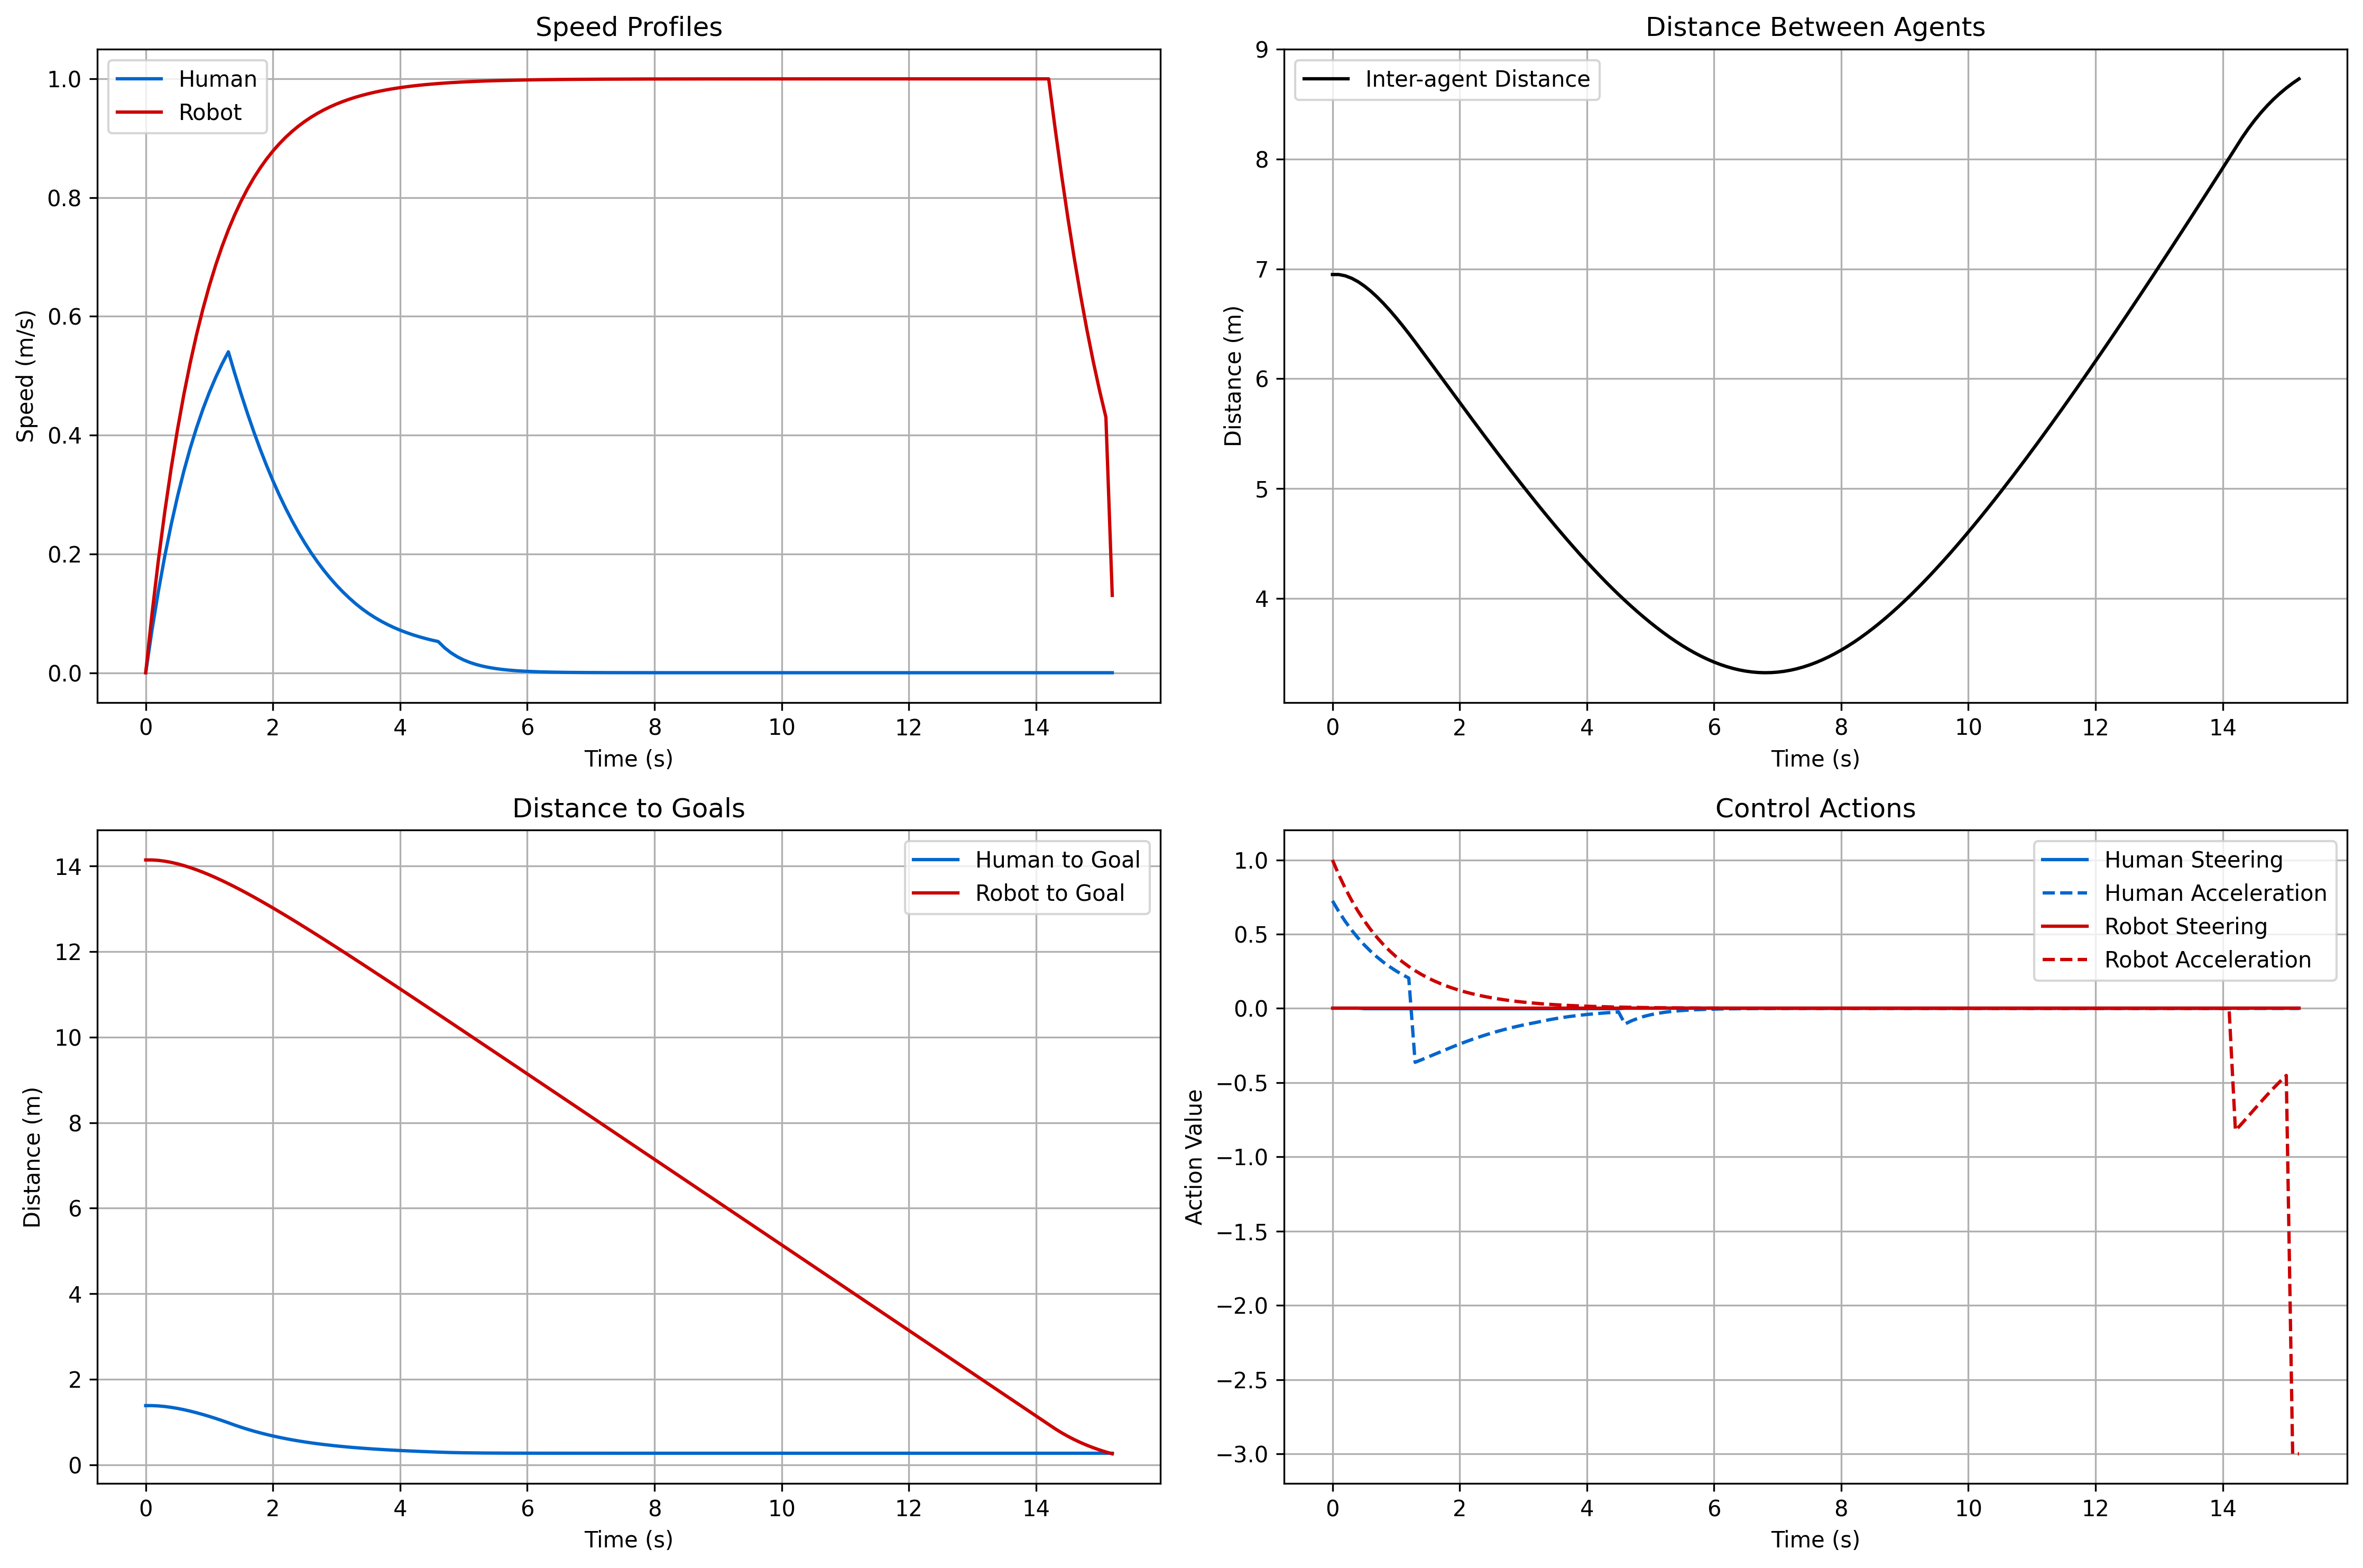 Speed Profiles
Human
Robot
1.0
0.8
0.6
0.4
0.2
0.0
Speed (m/s)
0 2 4 6 8 10 12 14
Time (s)
Distance Between Agents
Inter-agent Distance
9
8
7
6
5
4
Distance (m)
0 2 4 6 8 10 12 14
Time (s)
Distance to Goals
Human to Goal
Robot to Goal
14
12
10
8
6
4
2
0
Distance (m)
0 2 4 6 8 10 12 14
Time (s)
Control Actions
Human Steering
Human Acceleration
Robot Steering
Robot Acceleration
1.0
0.5
0.0
−0.5
−1.0
−1.5
−2.0
−2.5
−3.0
Action Value
0 2 4 6 8 10 12 14
Time (s)